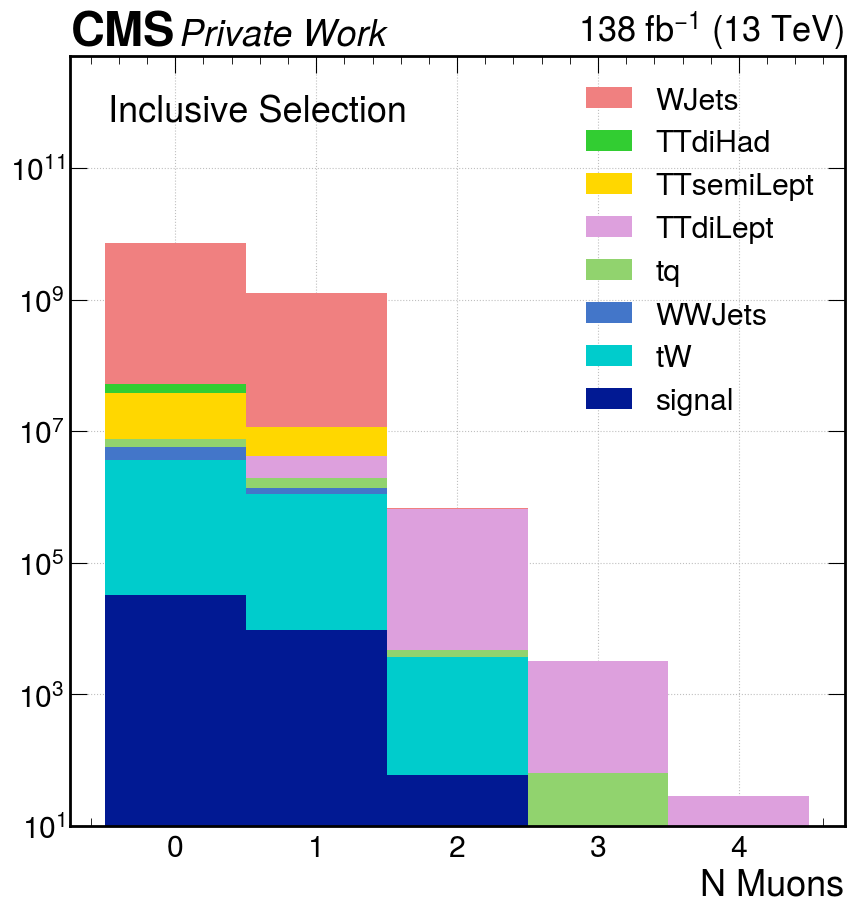 CMS Private Work 138 fb⁻¹ (13 TeV)
Inclusive Selection
WJets
TTdiHad
TTsemiLept
TTdiLept
tq
WWJets
tW
signal
10¹¹
10⁹
10⁷
10⁵
10³
10¹
0 1 2 3 4
N Muons